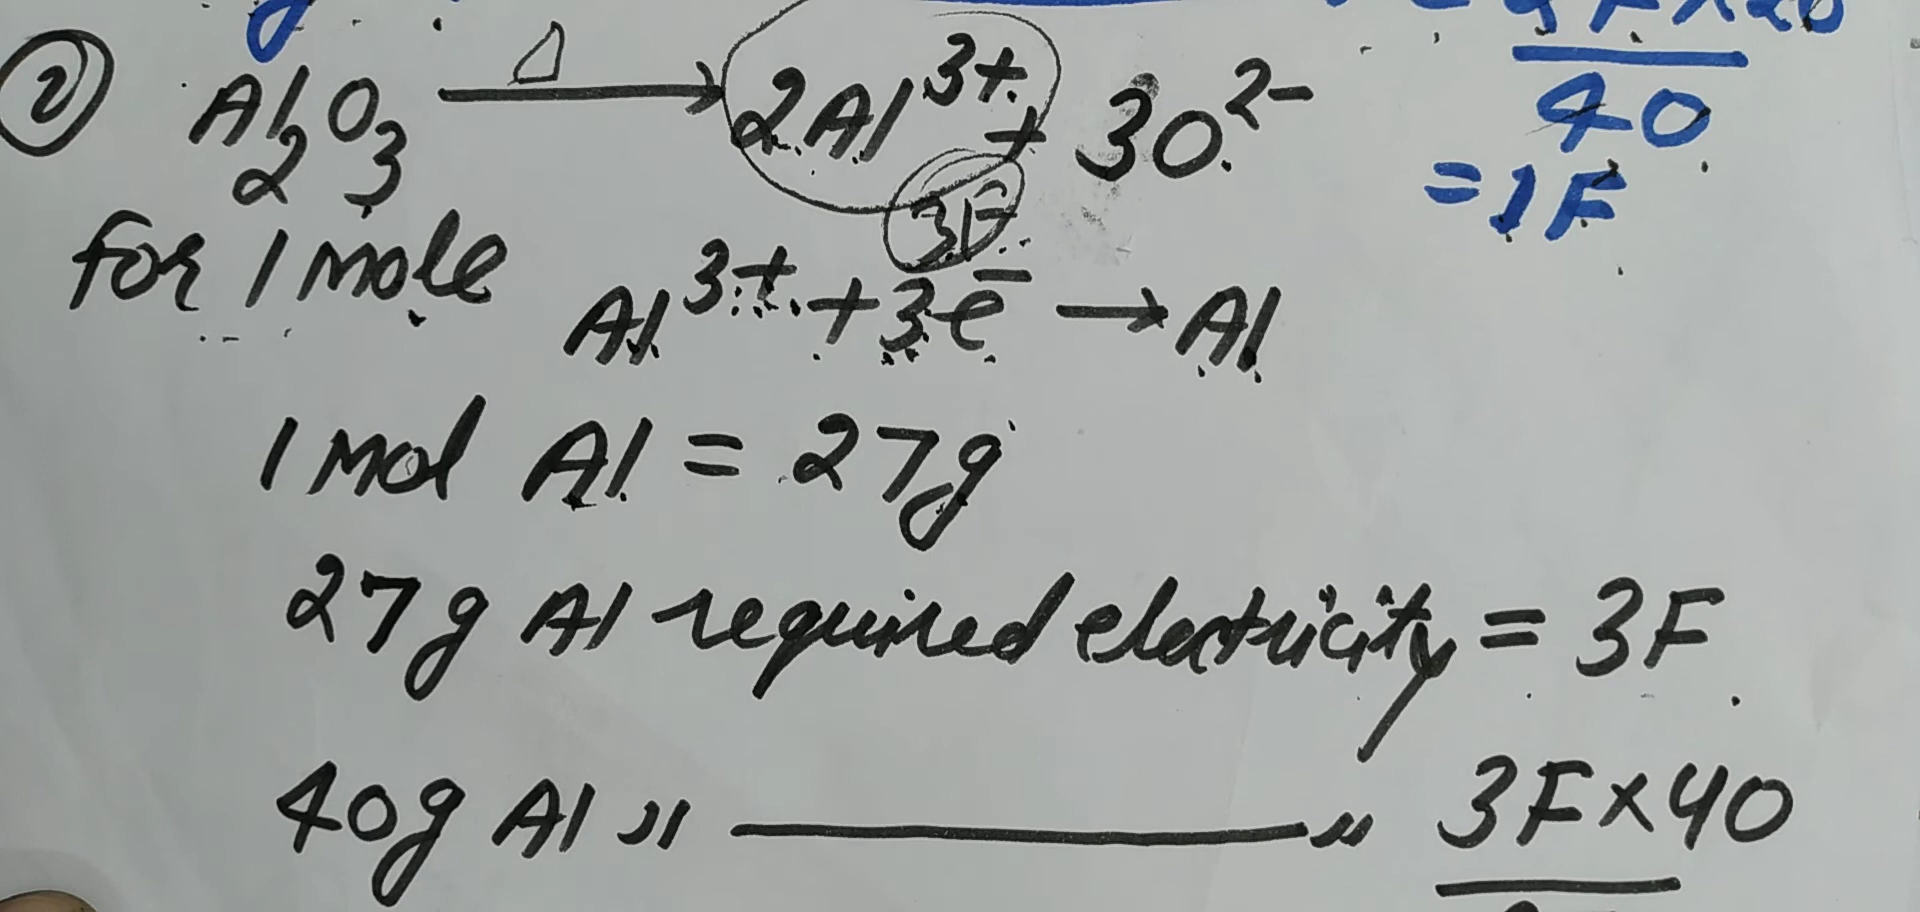 ② Al₂O₃ —Δ→ 2Al³⁺ + 3O²⁻
40
= 1F
3F
for 1 mole Al³⁺ + 3e⁻ → Al
1 mol Al = 27g
27g Al required electricity = 3F
40g Al " —— " 3F×40